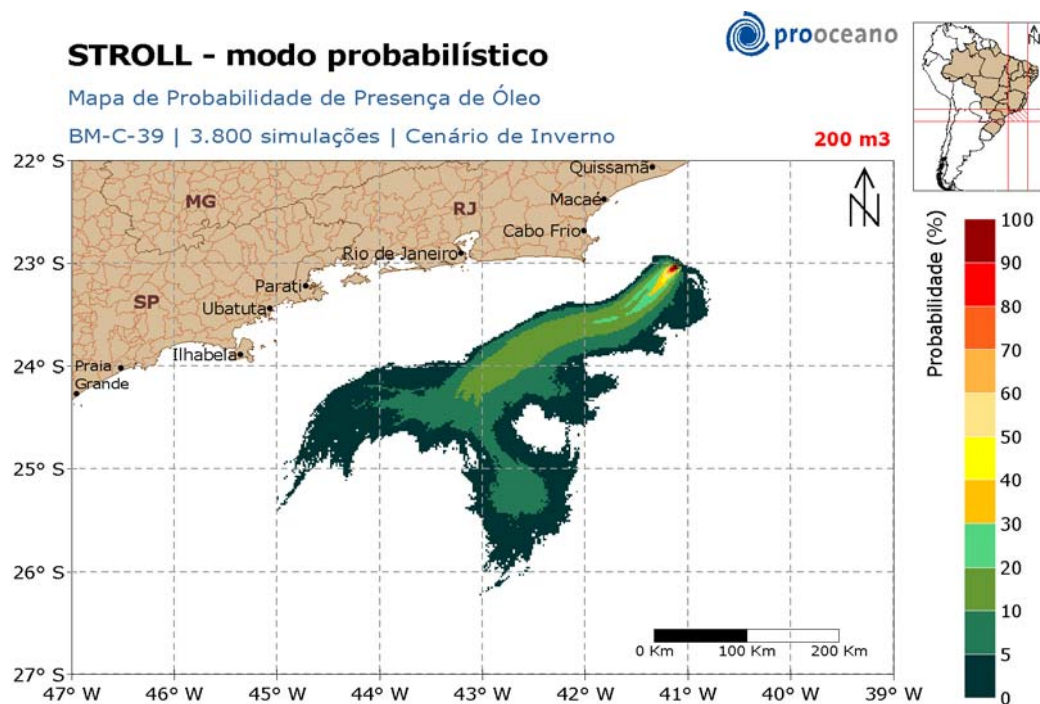 prooceano
STROLL - modo probabilístico
Mapa de Probabilidade de Presença de Óleo
BM-C-39 | 3.800 simulações | Cenário de Inverno
200 m3
N
22° S
23° S
24° S
25° S
26° S
27° S
MG
RJ
SP
Quissamã
Macaé
Cabo Frio
Rio de Janeiro
Parati
Ubatuta
Ilhabela
Praia
Grande
N
0 Km 100 Km 200 Km
47° W 46° W 45° W 44° W 43° W 42° W 41° W 40° W 39° W
Probabilidade (%)
100
90
80
70
60
50
40
30
20
10
5
0